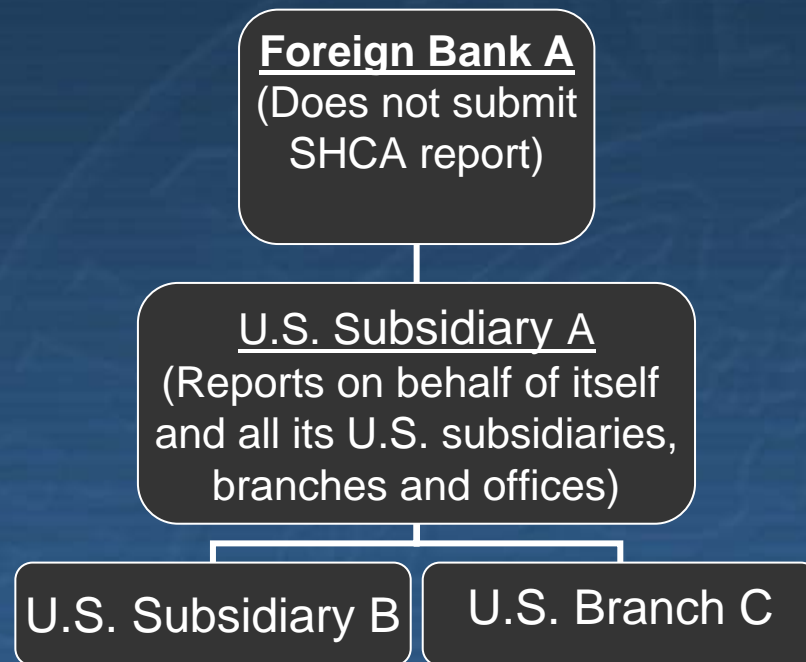 Foreign Bank A
(Does not submit
SHCA report)
U.S. Subsidiary A
(Reports on behalf of itself
and all its U.S. subsidiaries,
branches and offices)
U.S. Subsidiary B
U.S. Branch C